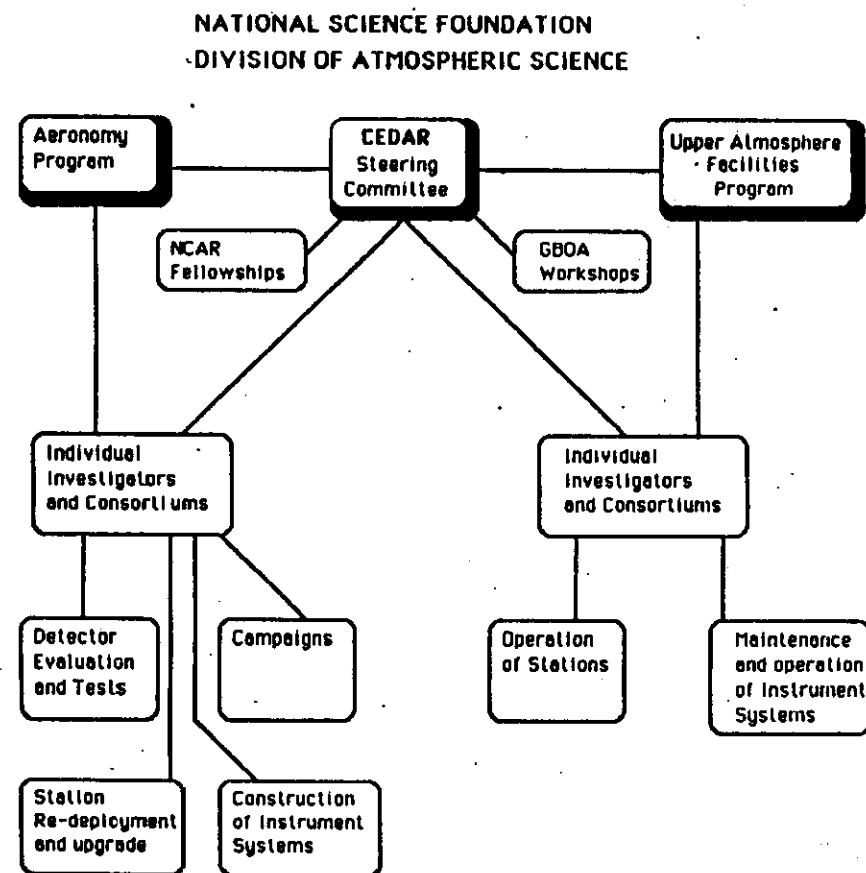 NATIONAL SCIENCE FOUNDATION
DIVISION OF ATMOSPHERIC SCIENCE
Aeronomy
Program
CEDAR
Steering
Committee
Upper Atmosphere
Facilities
Program
NCAR
Fellowships
GBOA
Workshops
Individual
Investigators
and Consortiums
Individual
Investigators
and Consortiums
Detector
Evaluation
and Tests
Campaigns
Operation
of Stations
Maintenance
and operation
of Instrument
Systems
Station
Re-deployment
and upgrade
Construction
of Instrument
Systems